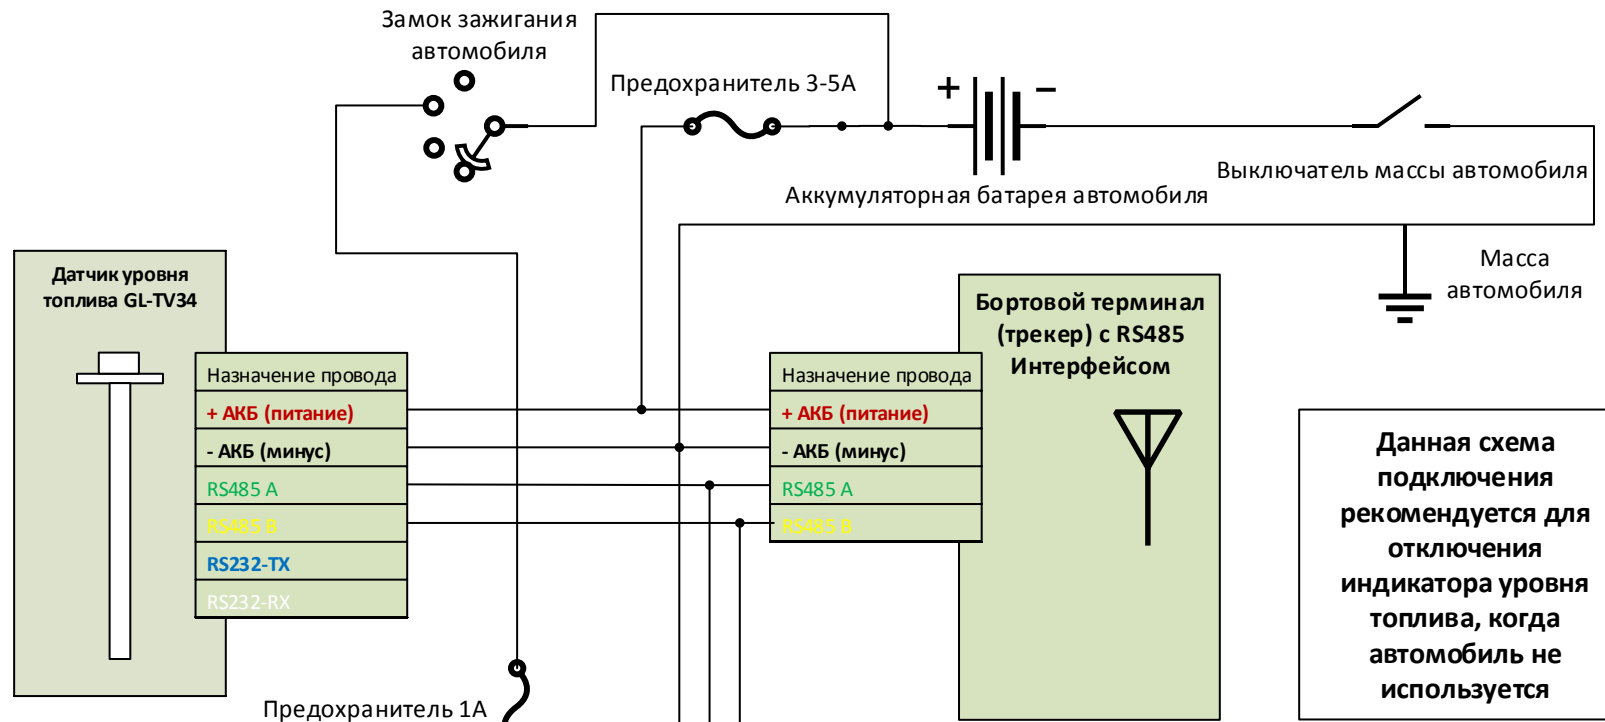 Замок зажигания
автомобиля
Предохранитель 3-5А
+
−
Аккумуляторная батарея автомобиля
Выключатель массы автомобиля
Масса
автомобиля
Датчик уровня
топлива GL-TV34
Назначение провода
+ АКБ (питание)
- АКБ (минус)
RS485 A
RS485 B
RS232-TX
RS232-RX
Предохранитель 1А
Бортовой терминал
(трекер) с RS485
Интерфейсом
Назначение провода
+ АКБ (питание)
- АКБ (минус)
RS485 A
RS485 B
Данная схема
подключения
рекомендуется для
отключения
индикатора уровня
топлива, когда
автомобиль не
используется